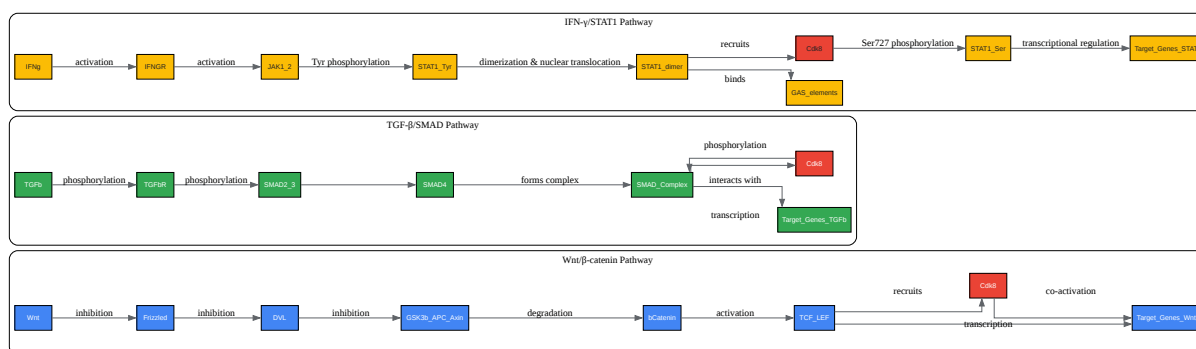 IFN-γ/STAT1 Pathway
IFNg
activation
IFNGR
activation
JAK1_2
Tyr phosphorylation
STAT1_Tyr
dimerization & nuclear translocation
STAT1_dimer
recruits
binds
Cdk8
GAS_elements
Ser727 phosphorylation
STAT1_Ser
transcriptional regulation
Target_Genes_STAT
TGF-β/SMAD Pathway
TGFb
phosphorylation
TGFbR
phosphorylation
SMAD2_3
SMAD4
forms complex
SMAD_Complex
phosphorylation
interacts with
transcription
Cdk8
Target_Genes_TGFb
Wnt/β-catenin Pathway
Wnt
inhibition
Frizzled
inhibition
DVL
inhibition
GSK3b_APC_Axin
degradation
bCatenin
activation
TCF_LEF
recruits
Cdk8
co-activation
transcription
Target_Genes_Wnt